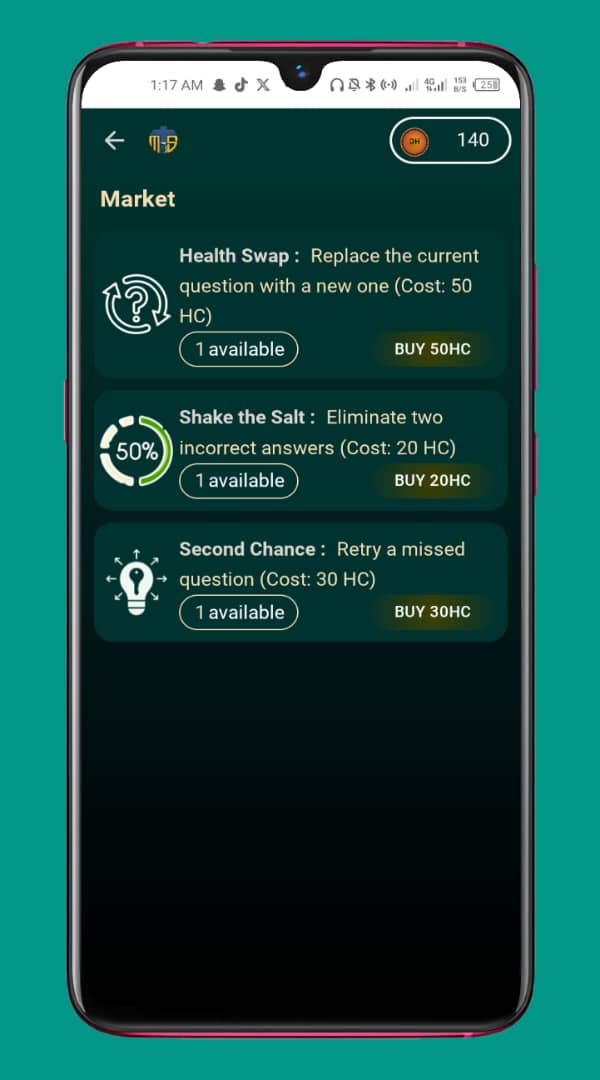 1:17 AM 4G 153 B/S 25
140
Market
Health Swap : Replace the current
question with a new one (Cost: 50
HC)
1 available BUY 50HC
Shake the Salt : Eliminate two
50% incorrect answers (Cost: 20 HC)
1 available BUY 20HC
Second Chance : Retry a missed
question (Cost: 30 HC)
1 available BUY 30HC